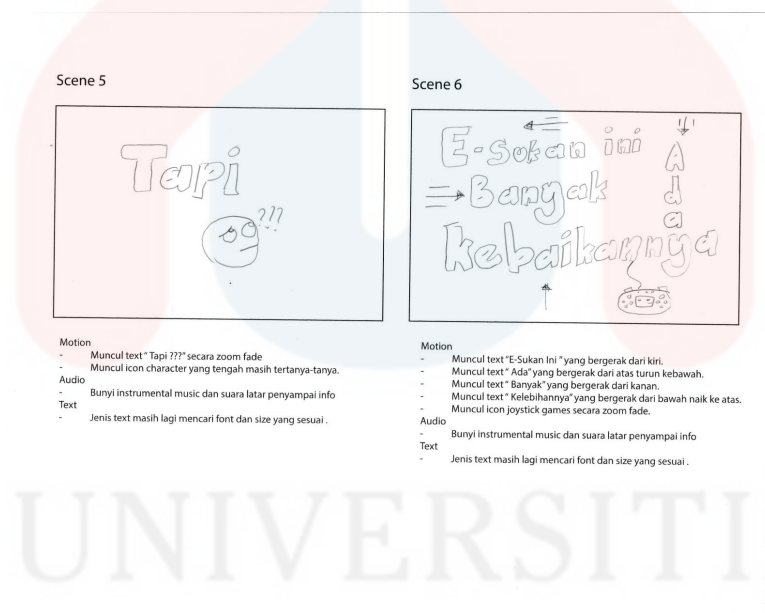 Scene 5
Tapi
???
Motion
- Muncul text " Tapi ???" secara zoom fade
- Muncul icon character yang tengah masih tertanya-tanya.
Audio
- Bunyi instrumental music dan suara latar penyampai info
Text
- Jenis text masih lagi mencari font dan size yang sesuai .
Scene 6
E-Sukan ini
Ada
Banyak
kebaikannya
Motion
- Muncul text "E-Sukan Ini " yang bergerak dari kiri.
- Muncul text " Ada" yang bergerak dari atas turun kebawah.
- Muncul text " Banyak" yang bergerak dari kanan.
- Muncul text " Kelebihannya" yang bergerak dari bawah naik ke atas.
- Muncul icon joystick games secara zoom fade.
Audio
- Bunyi instrumental music dan suara latar penyampai info
Text
- Jenis text masih lagi mencari font dan size yang sesuai .
UNIVERSITI